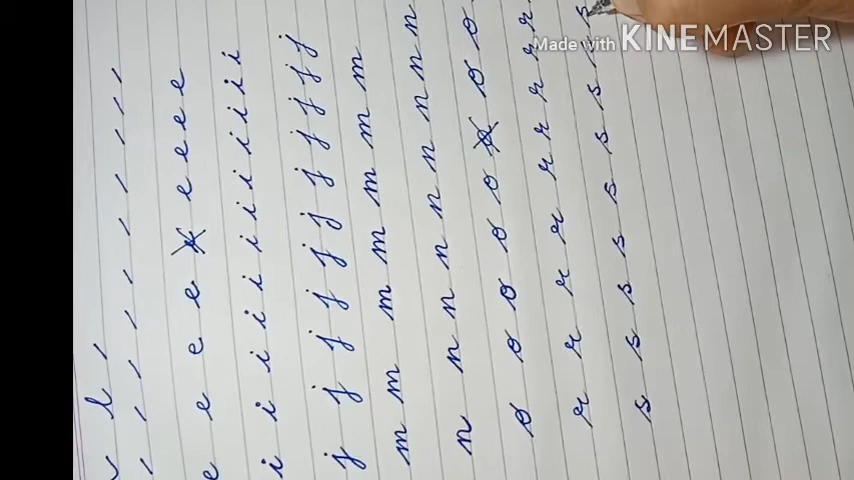 l
e e e e e e e e
i i i i i i i i i i i
j j j j j j j j j j
m m m m m m m m
n n n n n n n n n
o o o o o o o o
r r r r r r r r r
s s s s s s s s s s
Made with KINEMASTER